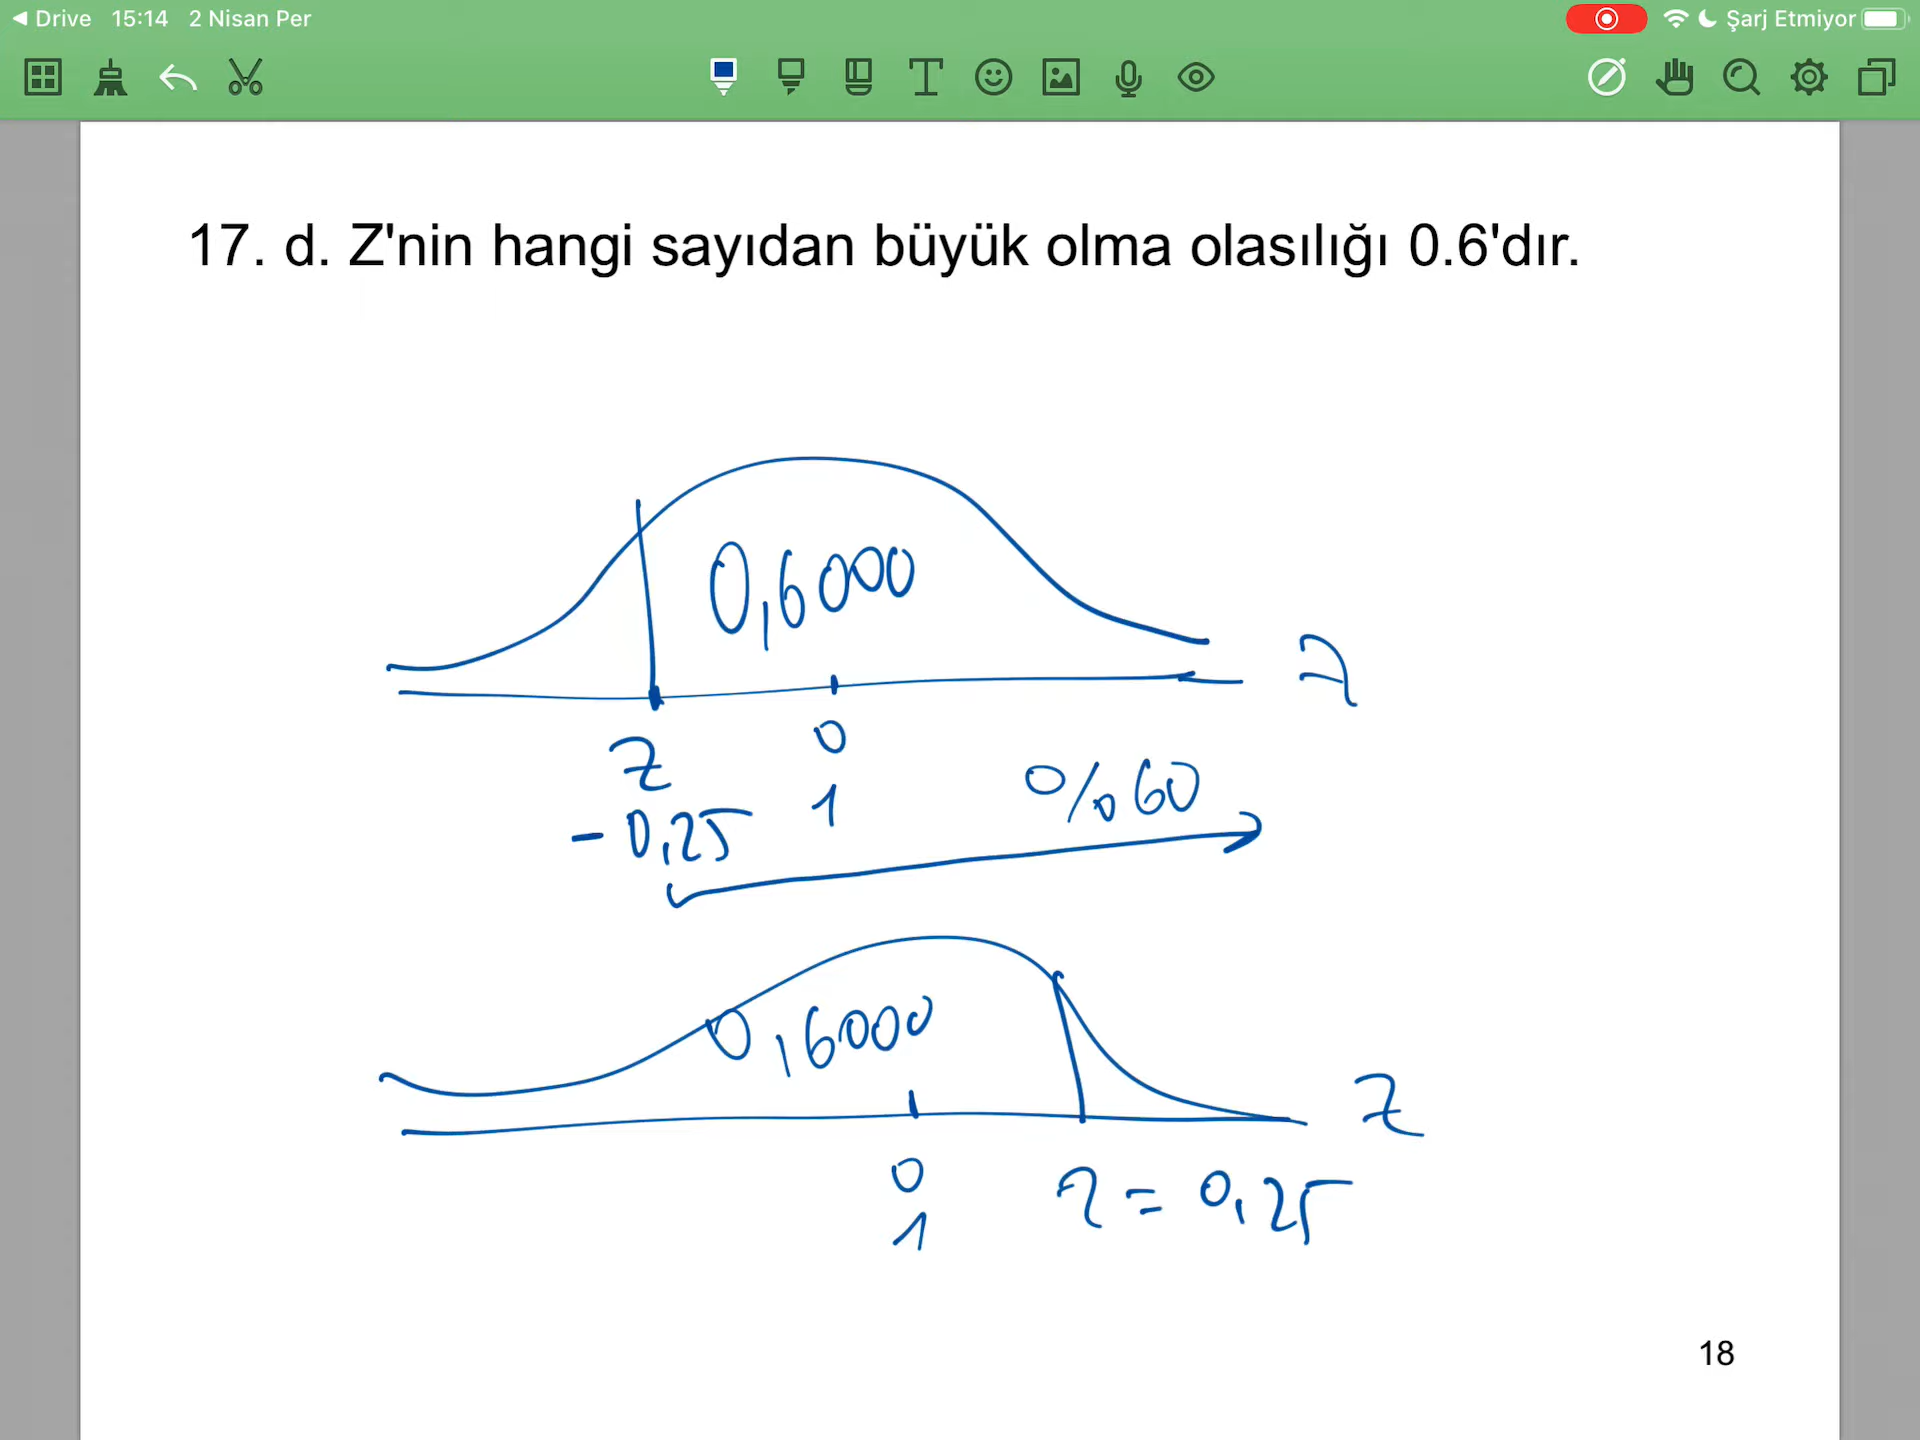 Drive 15:14 2 Nisan Per Şarj Etmiyor
17. d. Z'nin hangi sayıdan büyük olma olasılığı 0.6'dır.
0,6000
z
z 0
-0,25 1 %60
0,6000
z
0 z = 0,25
1
18